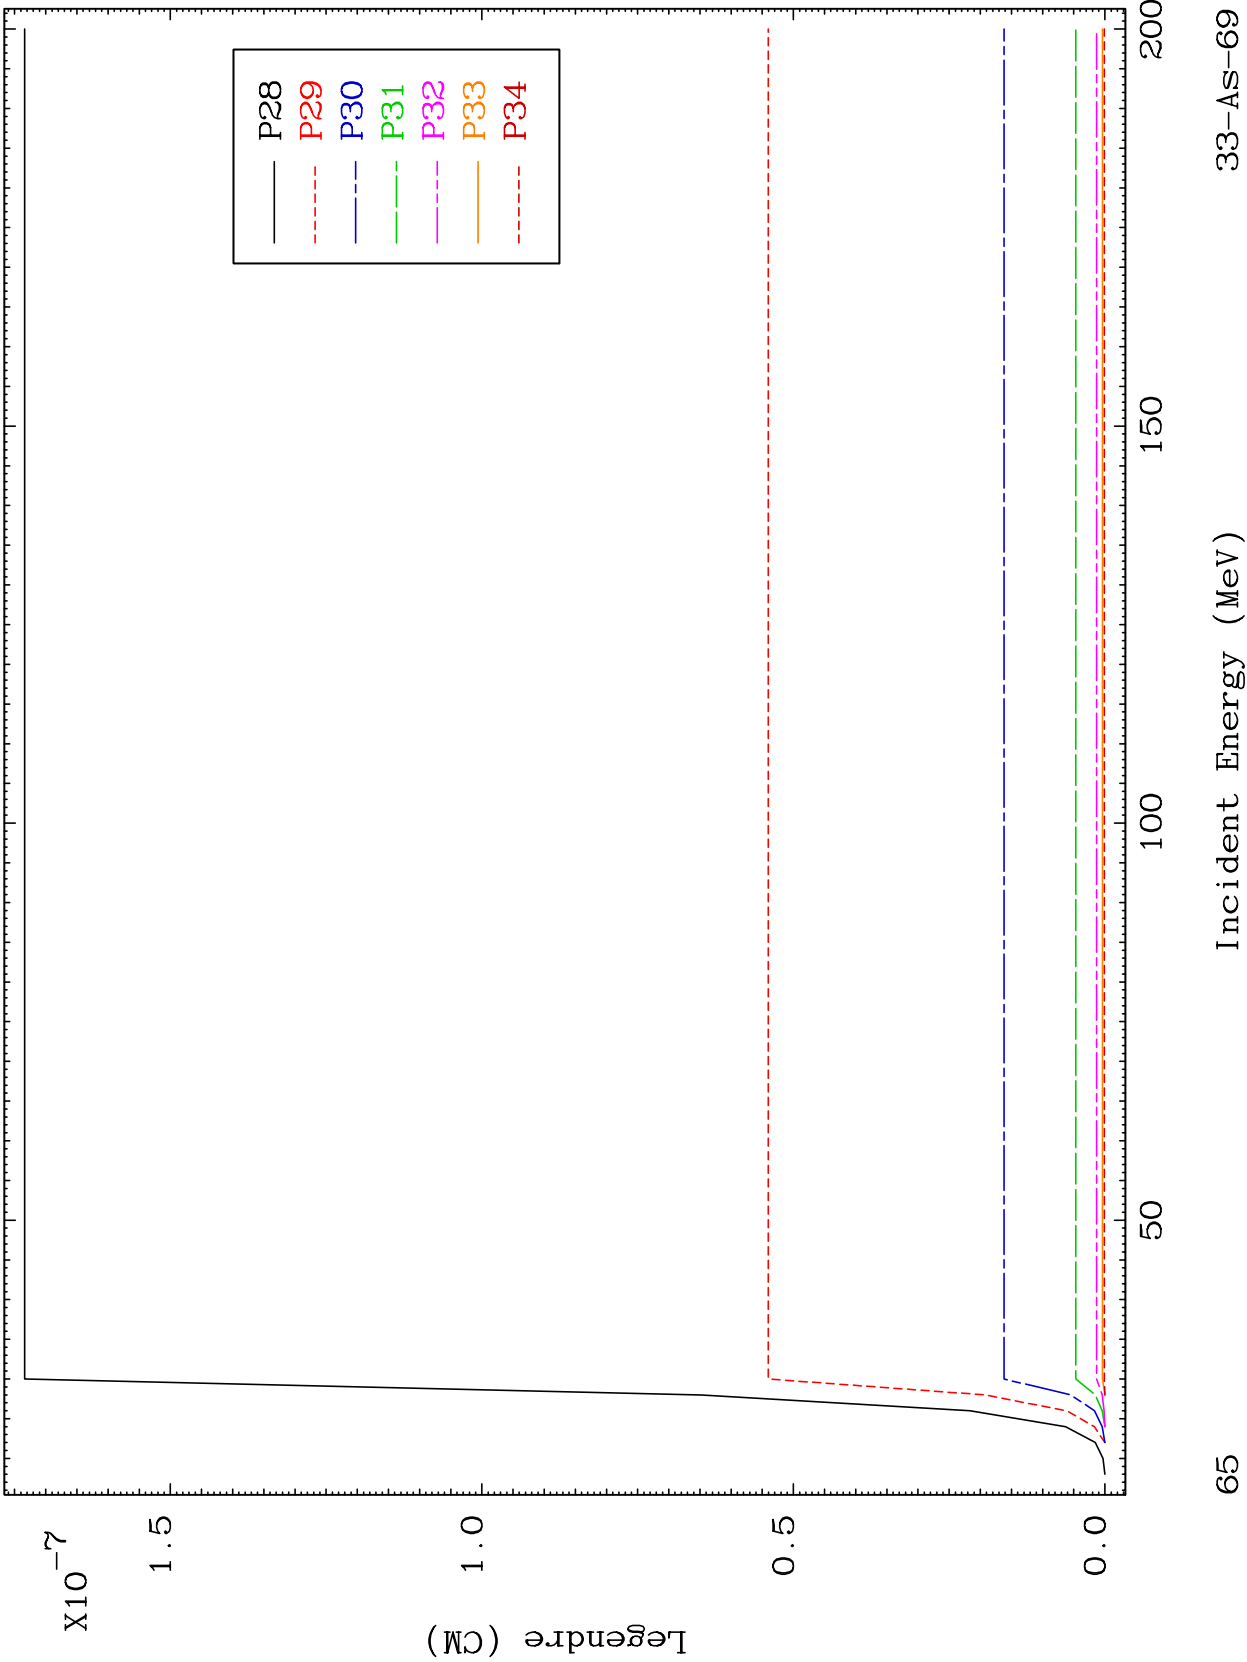 X10-7
1.5
1.0
0.5
0.0
Legendre (CM)
P28
P29
P30
P31
P32
P33
P34
50
100
150
200
Incident Energy (MeV)
65
33-As-69